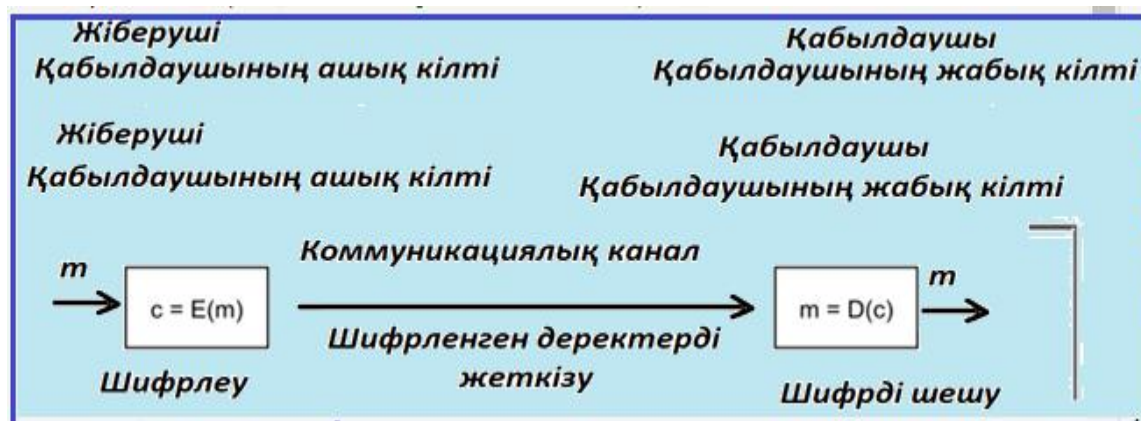 Жіберуші
Қабылдаушының ашық кілті
Қабылдаушы
Қабылдаушының жабық кілті
Жіберуші
Қабылдаушының ашық кілті
Қабылдаушы
Қабылдаушының жабық кілті
m
c = E(m)
Шифрлеу
Коммуникациялық канал
Шифрленген деректерді
жеткізу
m = D(c)
m
Шифрді шешу